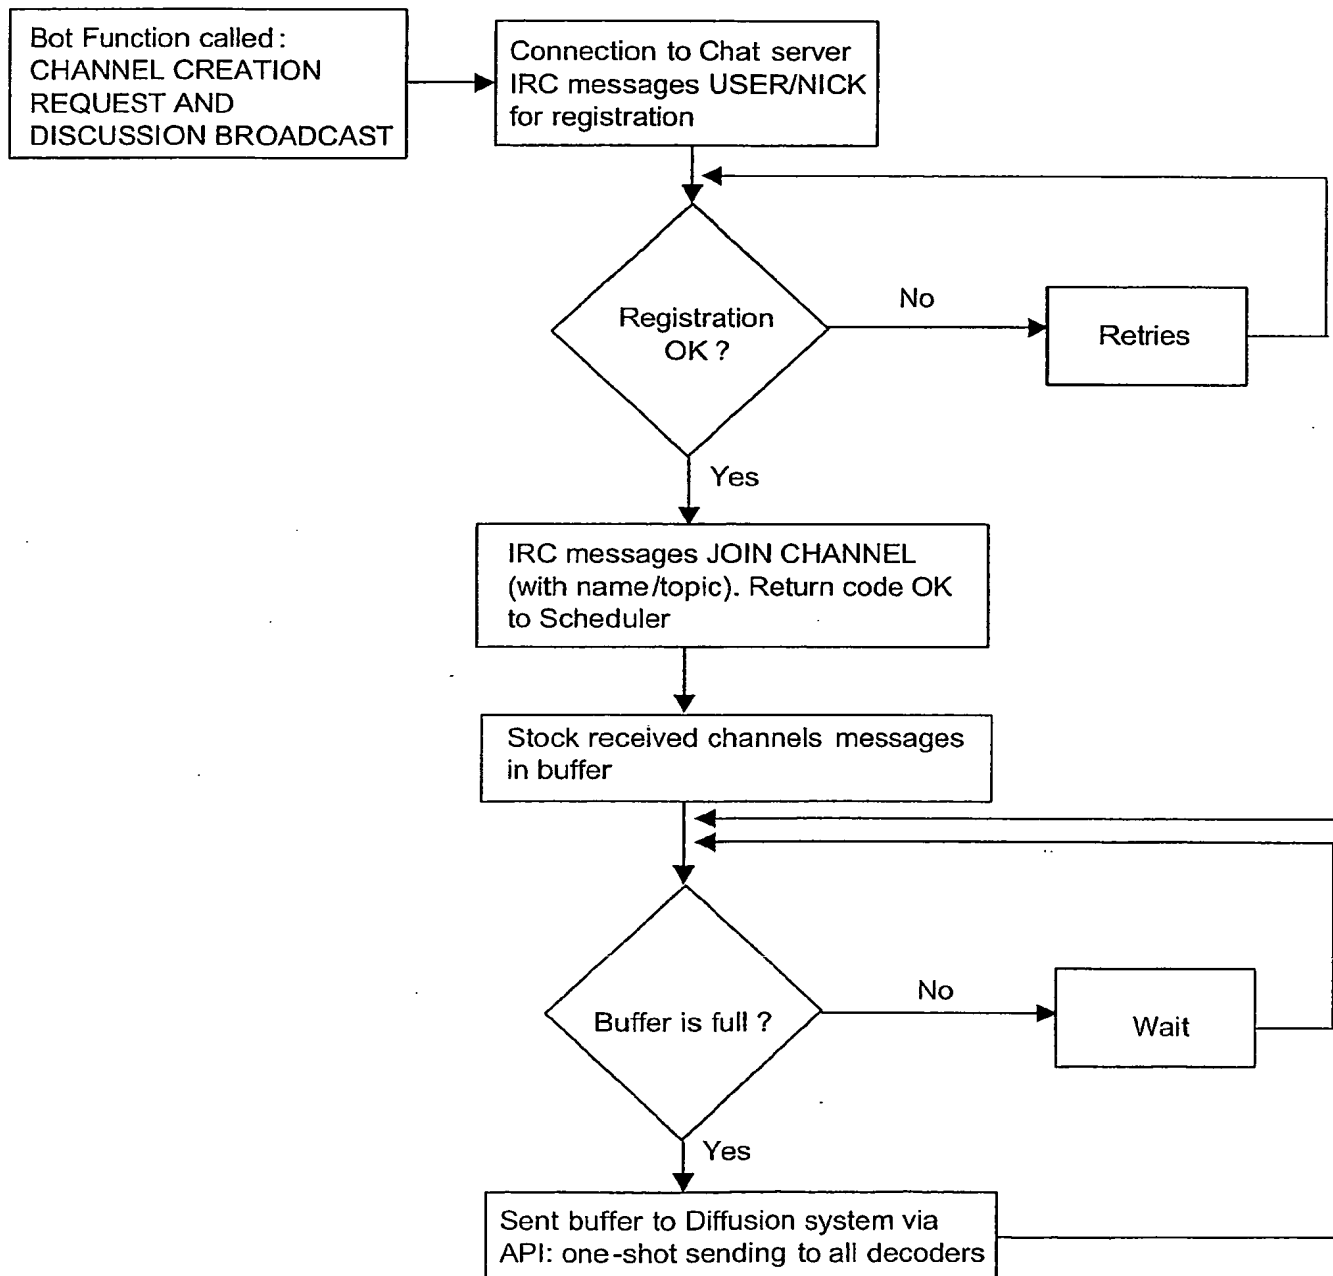 Bot Function called :
CHANNEL CREATION
REQUEST AND
DISCUSSION BROADCAST
Connection to Chat server
IRC messages USER/NICK
for registration
Registration
OK ?
No
Retries
Yes
IRC messages JOIN CHANNEL
(with name/topic). Return code OK
to Scheduler
Stock received channels messages
in buffer
Buffer is full ?
No
Wait
Yes
Sent buffer to Diffusion system via
API: one-shot sending to all decoders